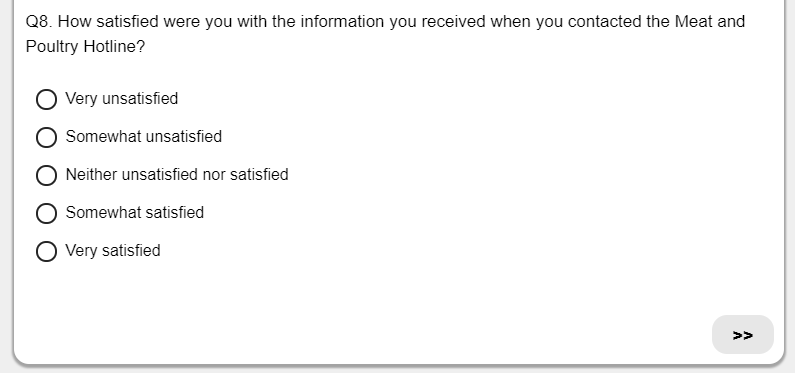 Q8. How satisfied were you with the information you received when you contacted the Meat and
Poultry Hotline?
Very unsatisfied
Somewhat unsatisfied
Neither unsatisfied nor satisfied
Somewhat satisfied
Very satisfied
>>